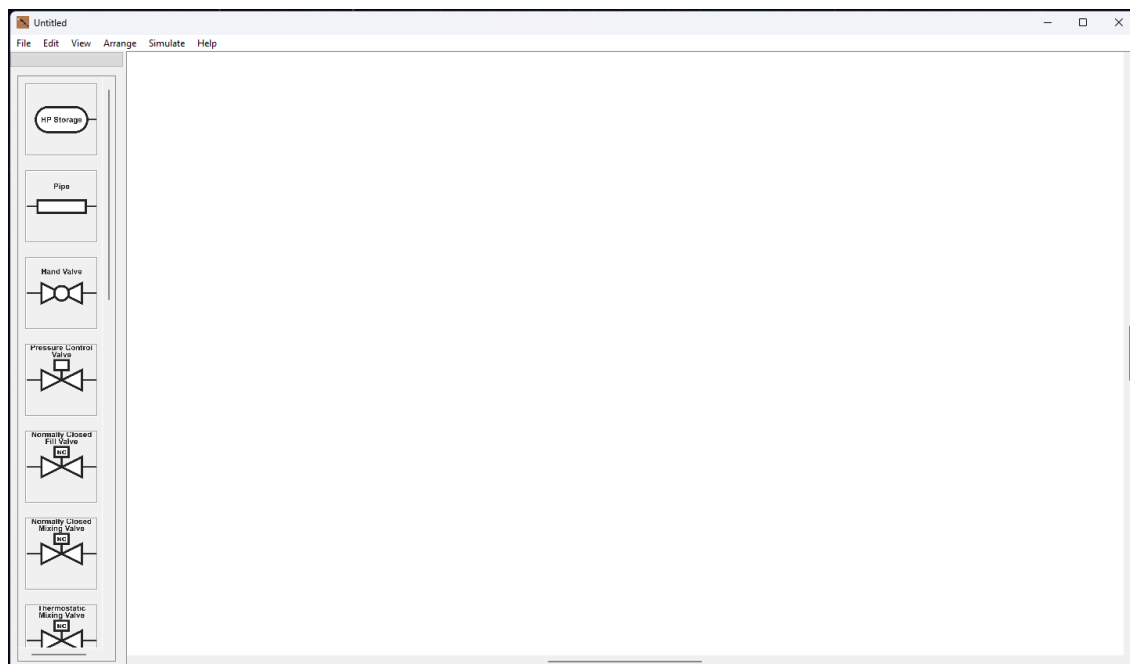 Untitled
File Edit View Arrange Simulate Help
HP Storage
Pipe
Hand Valve
Pressure Control
Valve
Normally Closed
Fill Valve
NC
Normally Closed
Mixing Valve
NC
Thermostatic
Mixing Valve
NC